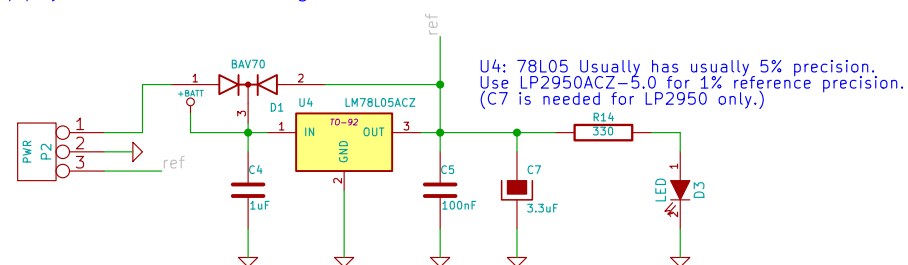 ref
BAV70
1
2
U4: 78L05 Usually has usually 5% precision.
Use LP2950ACZ-5.0 for 1% reference precision.
(C7 is needed for LP2950 only.)
+BATT
3
D1
U4
LM78L05ACZ
R14
330
TO-92
1
IN
OUT
3
GND
2
PWR
P2
1
2
3
ref
C4
1uF
C5
100nF
C7
3.3uF
LED
1
2
D3